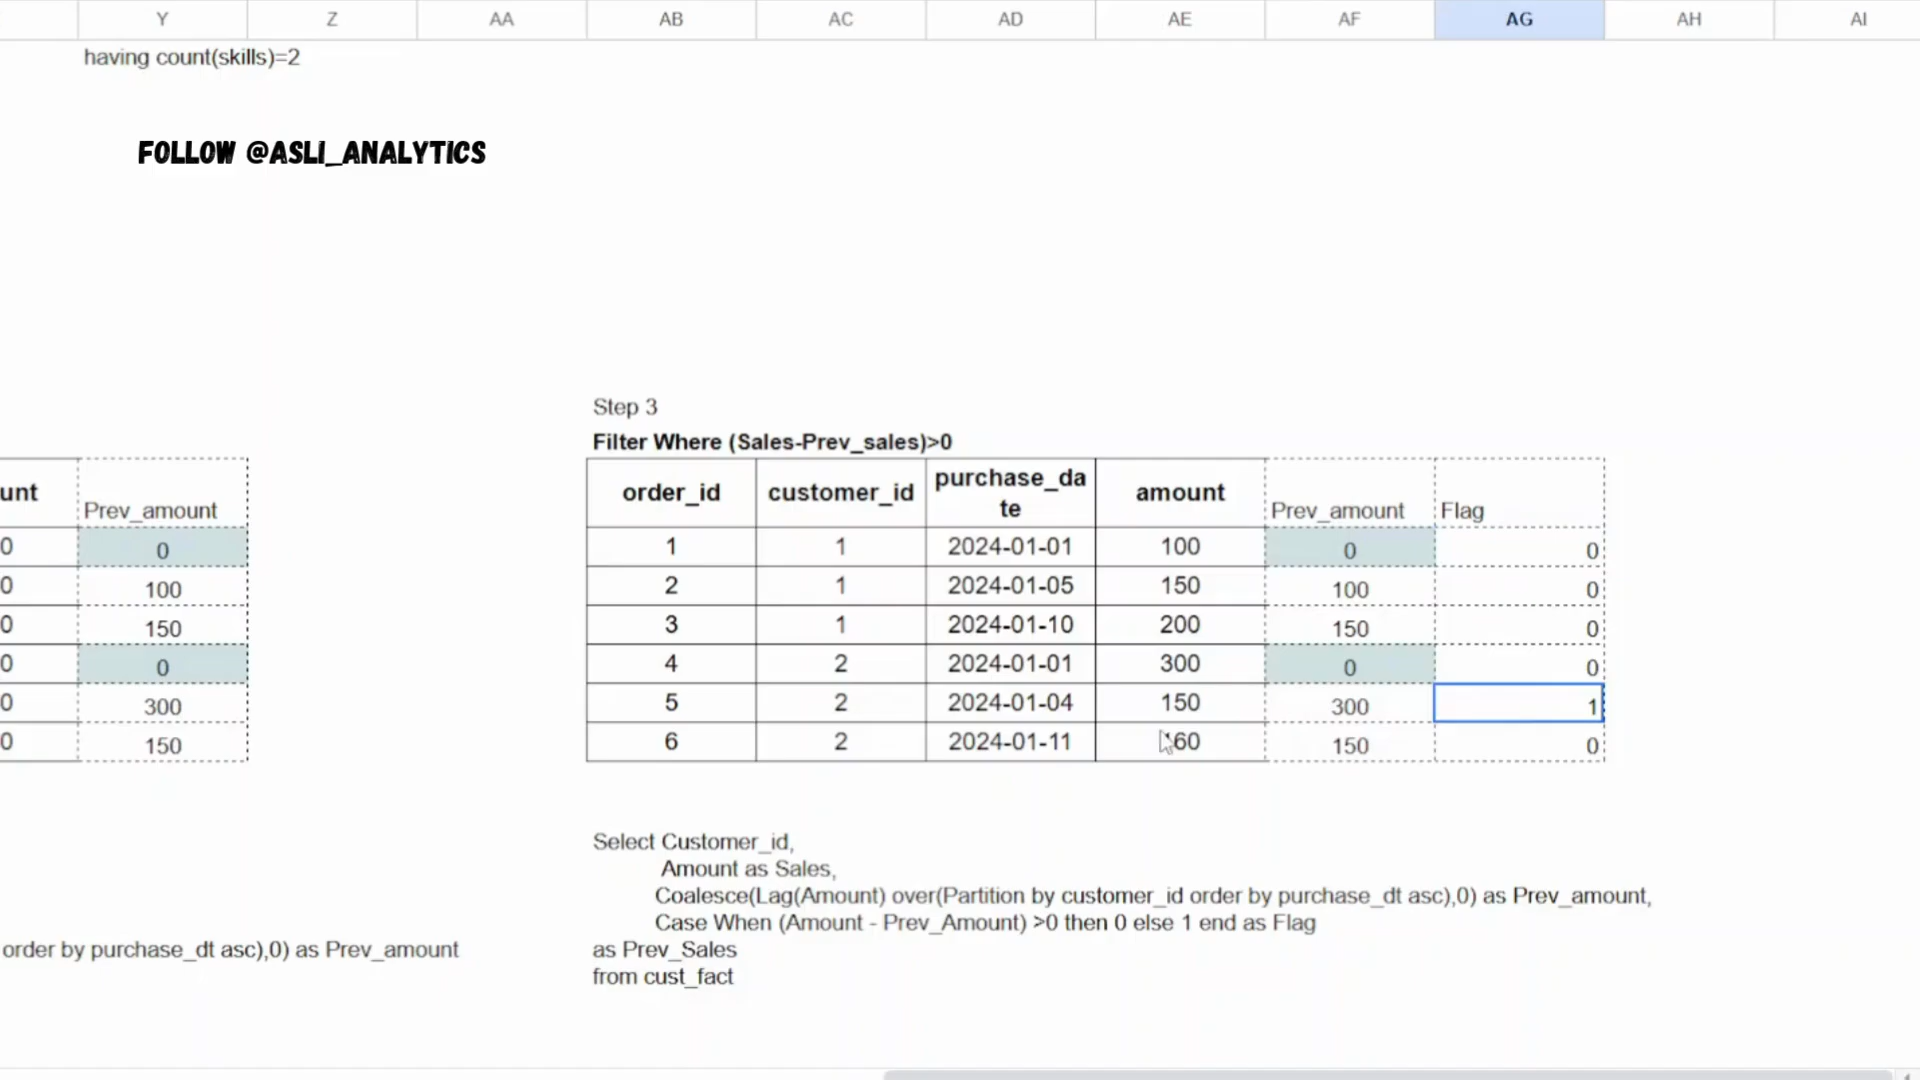 Y Z AA AB AC AD AE AF AG AH AI
having count(skills)=2
FOLLOW @ASLI_ANALYTICS
Step 3
Filter Where (Sales-Prev_sales)>0
unt Prev_amount
0 0
0 100
0 150
0 0
0 300
0 150
order_id customer_id purchase_da
te amount Prev_amount Flag
1 1 2024-01-01 100 0 0
2 1 2024-01-05 150 100 0
3 1 2024-01-10 200 150 0
4 2 2024-01-01 300 0 0
5 2 2024-01-04 150 300 1
6 2 2024-01-11 60 150 0
order by purchase_dt asc),0) as Prev_amount
Select Customer_id,
Amount as Sales,
Coalesce(Lag(Amount) over(Partition by customer_id order by purchase_dt asc),0) as Prev_amount,
Case When (Amount - Prev_Amount) >0 then 0 else 1 end as Flag
as Prev_Sales
from cust_fact